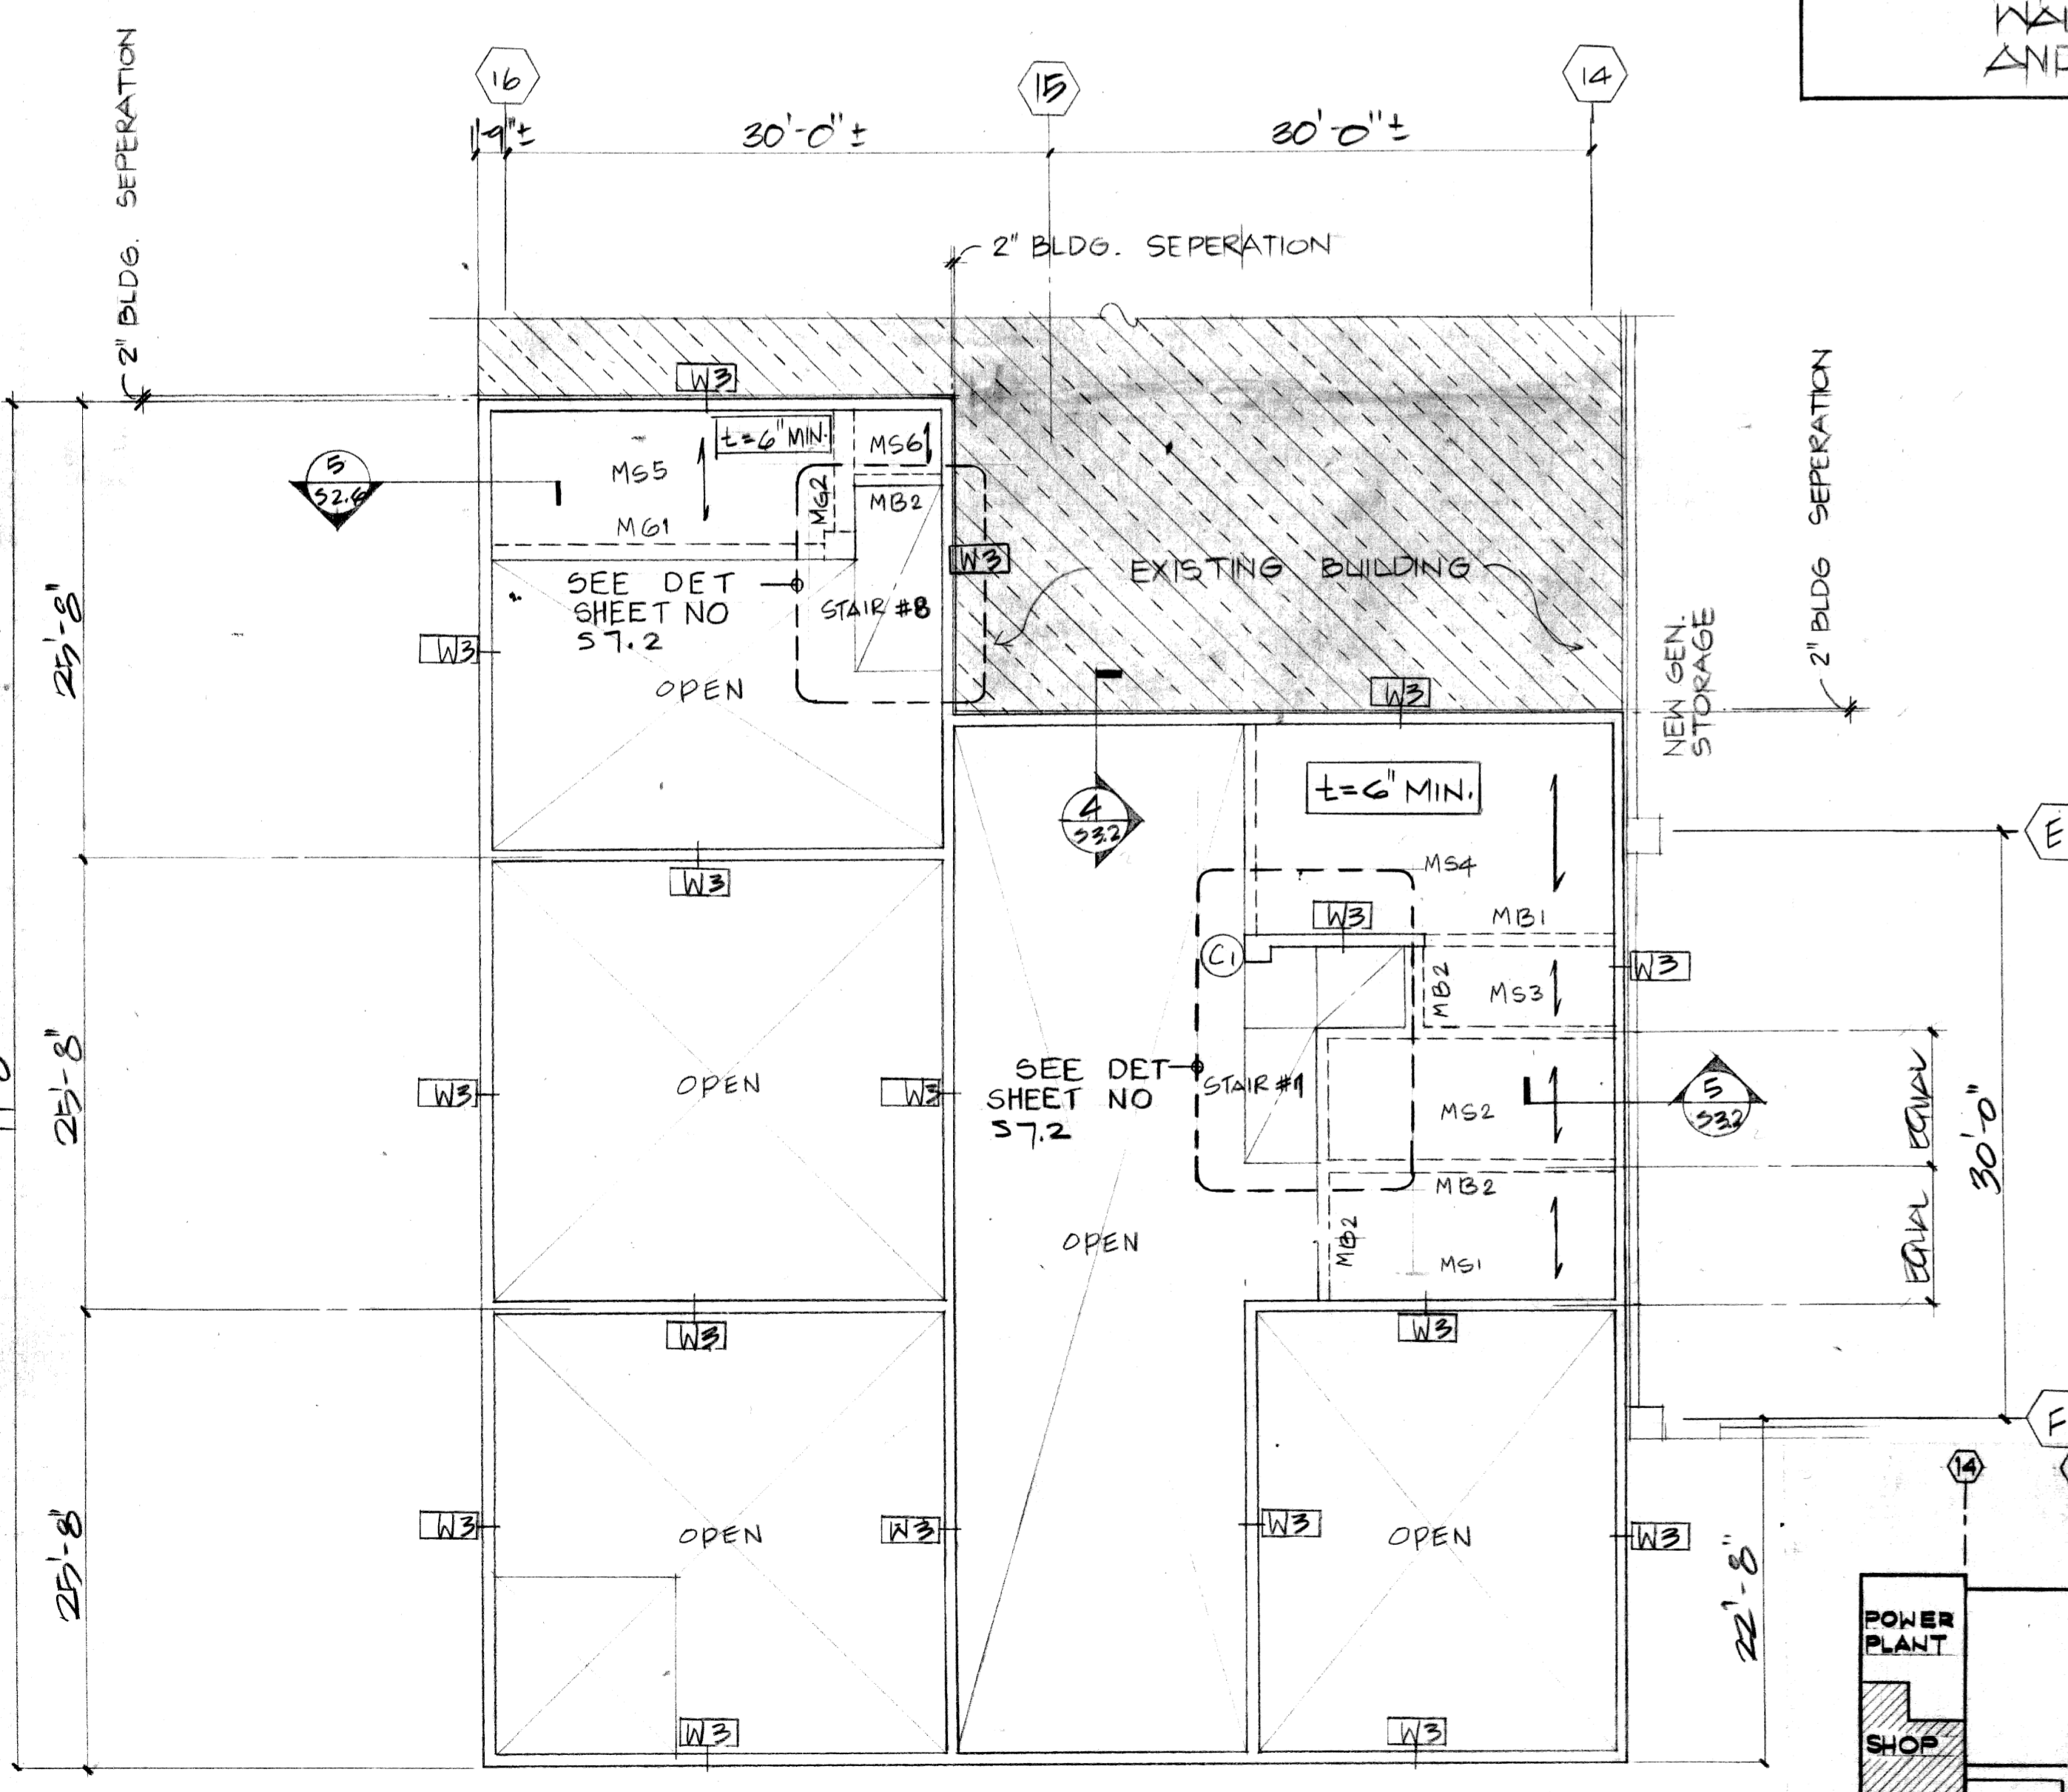 16
15
14
1'-9"±
30'-0"±
30'-0"±
2" BLDG. SEPERATION
2" BLDG. SEPERATION
W3
t=6" MIN.
MS6
5
S2.6
MS5
MG2
MB2
MG1
W3
EXISTING BUILDING
SEE DET
SHEET NO
S7.2
STAIR #8
25'-8"
W3
OPEN
W3
NEW GEN.
STORAGE
2" BLDG SEPERATION
t=6" MIN.
4
S3.2
E
MS4
W3
W3
MB1
C1
W3
MB2
MS3
25'-8"
W3
OPEN
W3
SEE DET
SHEET NO
S7.2
STAIR #1
MS2
5
S3.2
EQUAL
30'-0"
MB2
OPEN
MB2
MS1
EQUAL
W3
W3
F
14
25'-8"
W3
OPEN
W3
W3
OPEN
W3
22'-8"
POWER
PLANT
W3
W3
SHOP